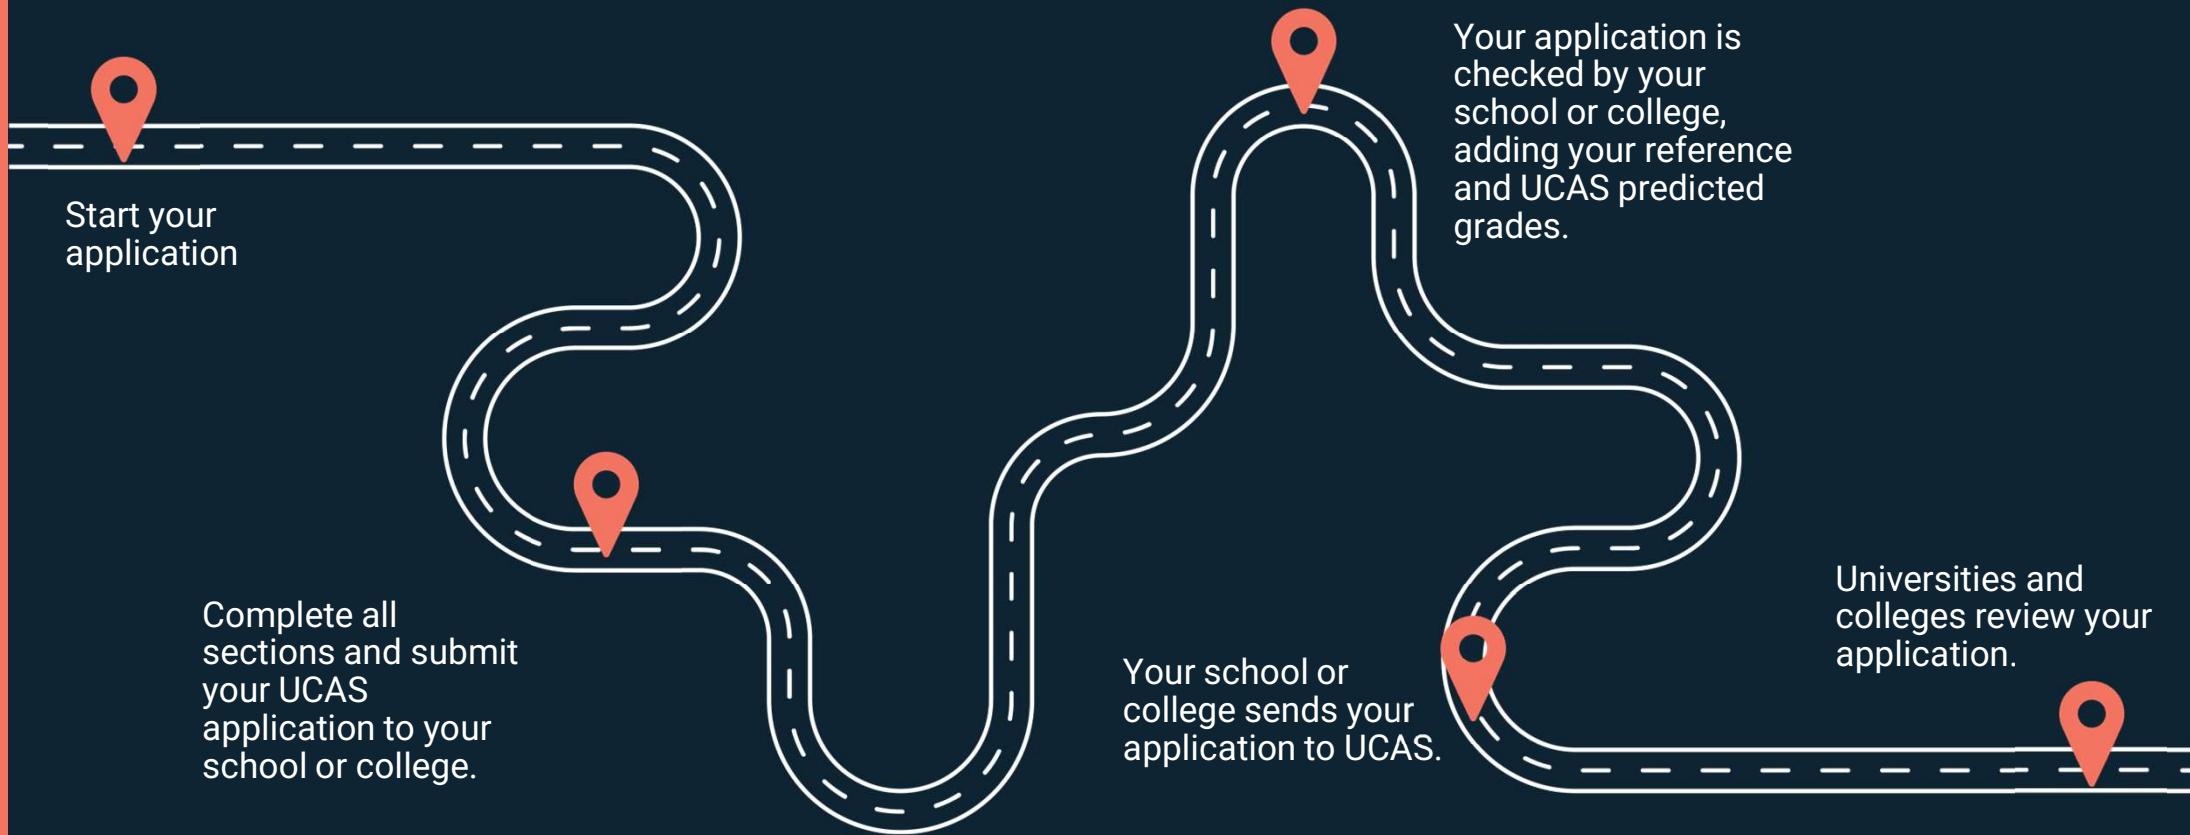 Start your
application
Complete all
sections and submit
your UCAS
application to your
school or college.
Your application is
checked by your
school or college,
adding your reference
and UCAS predicted
grades.
Your school or
college sends your
application to UCAS.
Universities and
colleges review your
application.